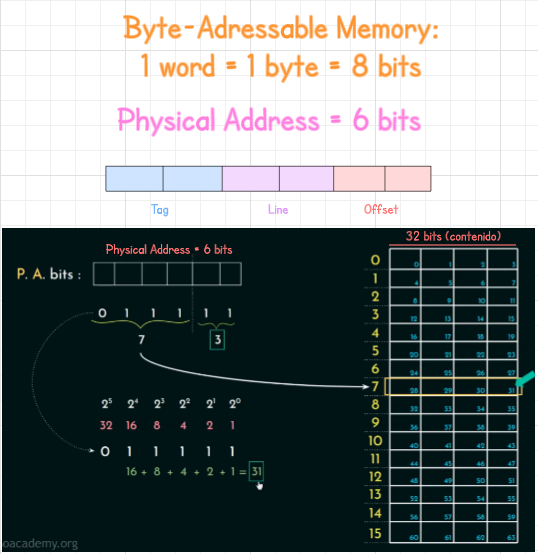 Byte-Adressable Memory:
1 word = 1 byte = 8 bits
Physical Address = 6 bits
Tag Line Offset
Physical Address = 6 bits
P. A. bits :
0 1 1 1 1 1
7 3
2⁵ 2⁴ 2³ 2² 2¹ 2⁰
32 16 8 4 2 1
0 1 1 1 1 1
16 + 8 + 4 + 2 + 1 = 31
oacademy.org
32 bits (contenido)
0 0 1 2 3
1 4 5 6 7
2 8 9 10 11
3 12 13 14 15
4 16 17 18 19
5 20 21 22 23
6 24 25 26 27
7 28 29 30 31
8 32 33 34 35
9 36 37 38 39
10 40 41 42 43
11 44 45 46 47
12 48 49 50 51
13 52 53 54 55
14 56 57 58 59
15 60 61 62 63